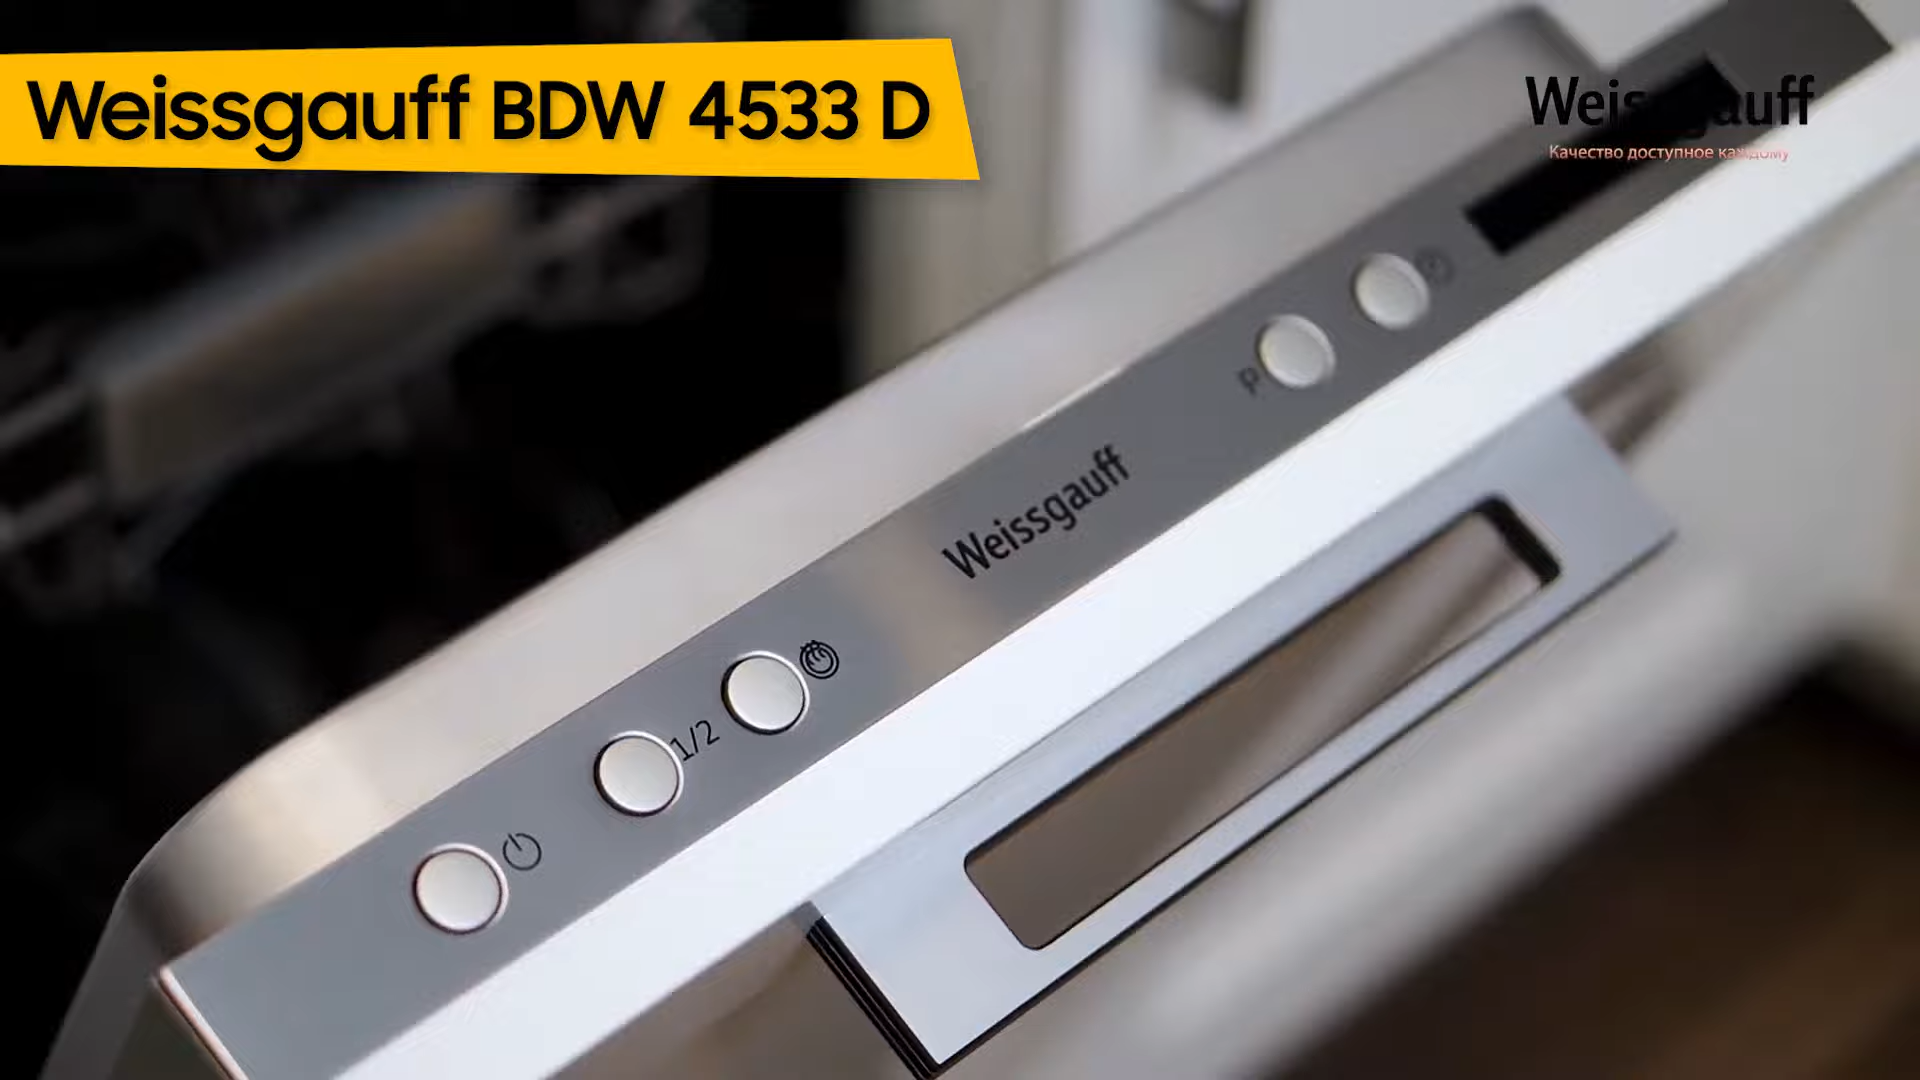 Weissgauff BDW 4533 D
Weissgauff
Качество доступное каждому
P
Weissgauff
1/2